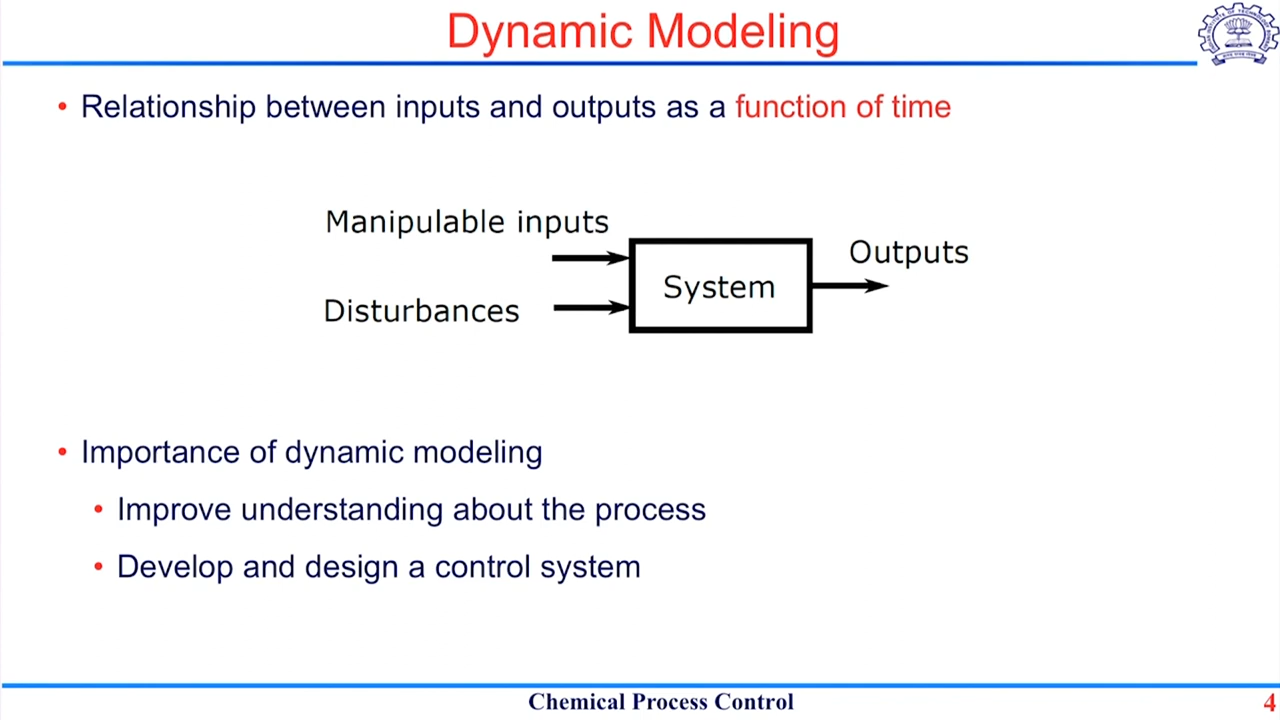 Dynamic Modeling
• Relationship between inputs and outputs as a function of time
Manipulable inputs
Outputs
System
Disturbances
• Importance of dynamic modeling
• Improve understanding about the process
• Develop and design a control system
Chemical Process Control
4